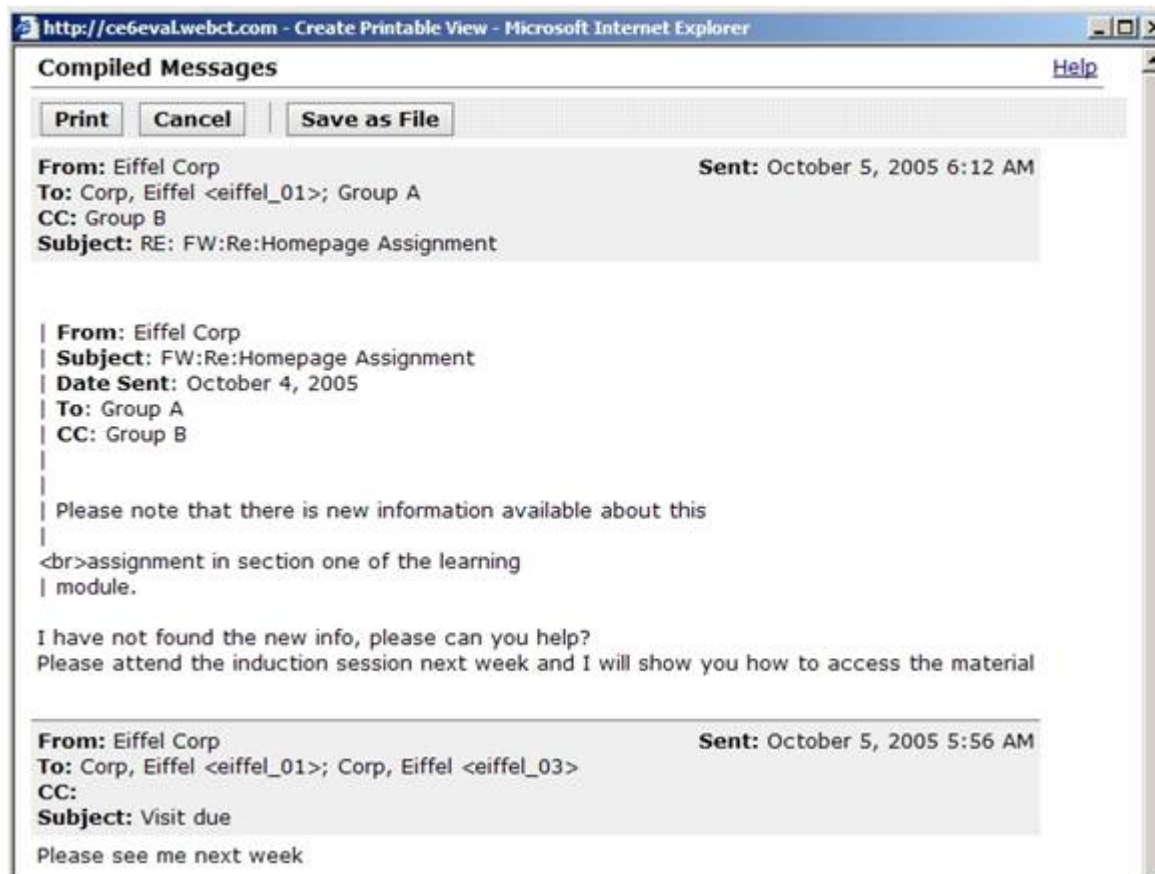 http://ce6eval.webct.com - Create Printable View - Microsoft Internet Explorer
Compiled Messages Help
Print Cancel Save as File
From: Eiffel Corp Sent: October 5, 2005 6:12 AM
To: Corp, Eiffel <eiffel_01>; Group A
CC: Group B
Subject: RE: FW:Re:Homepage Assignment
| From: Eiffel Corp
| Subject: FW:Re:Homepage Assignment
| Date Sent: October 4, 2005
| To: Group A
| CC: Group B
|
|
| Please note that there is new information available about this
|
<br>assignment in section one of the learning
| module.
I have not found the new info, please can you help?
Please attend the induction session next week and I will show you how to access the material
From: Eiffel Corp Sent: October 5, 2005 5:56 AM
To: Corp, Eiffel <eiffel_01>; Corp, Eiffel <eiffel_03>
CC:
Subject: Visit due
Please see me next week